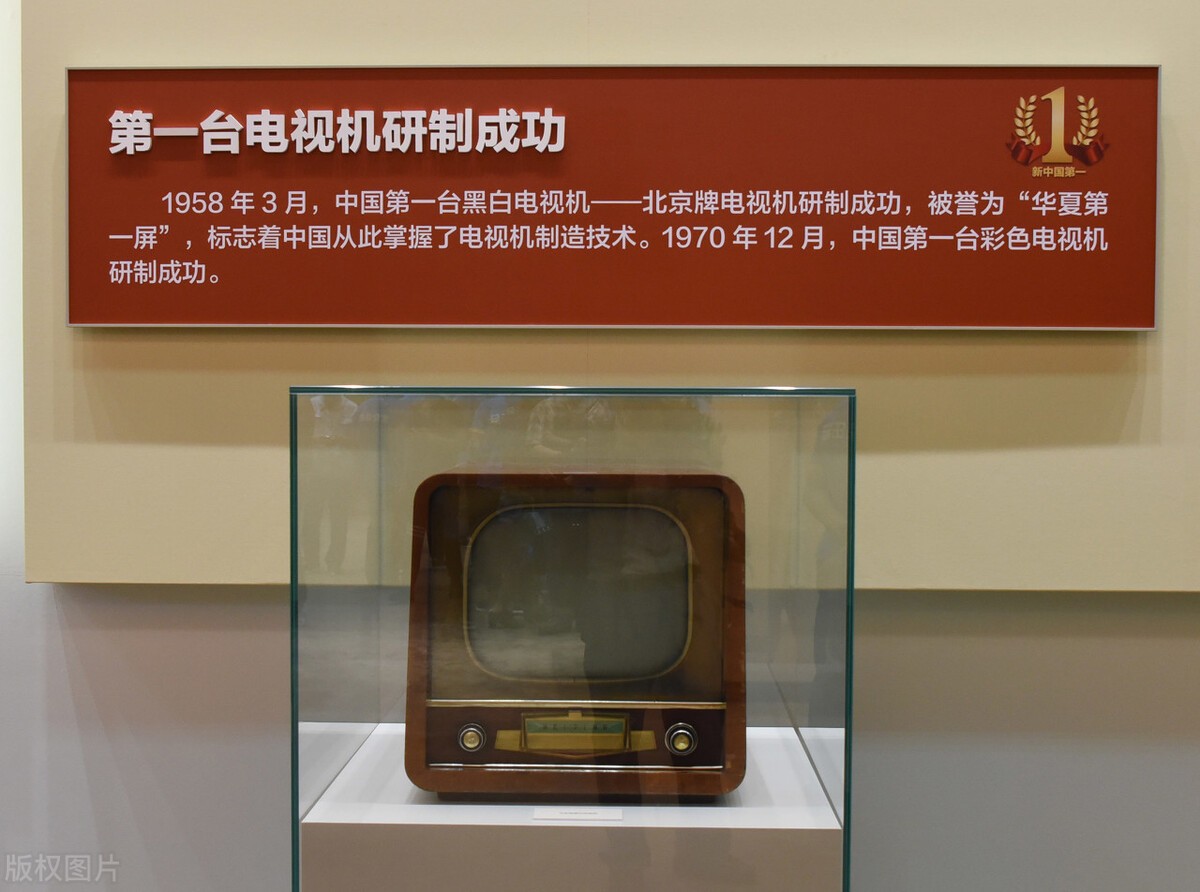 第一台电视机研制成功
1
新中国第一
1958 年 3 月，中国第一台黑白电视机——北京牌电视机研制成功，被誉为“华夏第
一屏”，标志着中国从此掌握了电视机制造技术。1970 年 12 月，中国第一台彩色电视机
研制成功。
版权图片